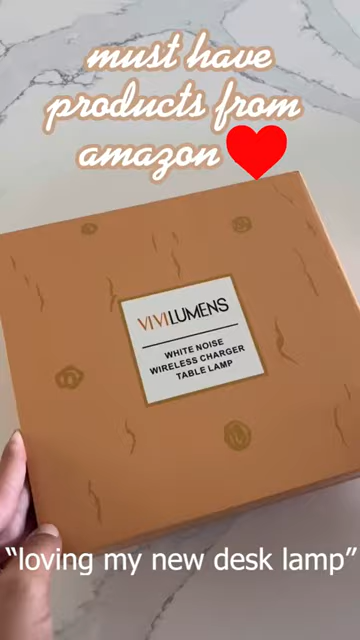 must have
products from
amazon
VIVILUMENS
WHITE NOISE
WIRELESS CHARGER
TABLE LAMP
“loving my new desk lamp”